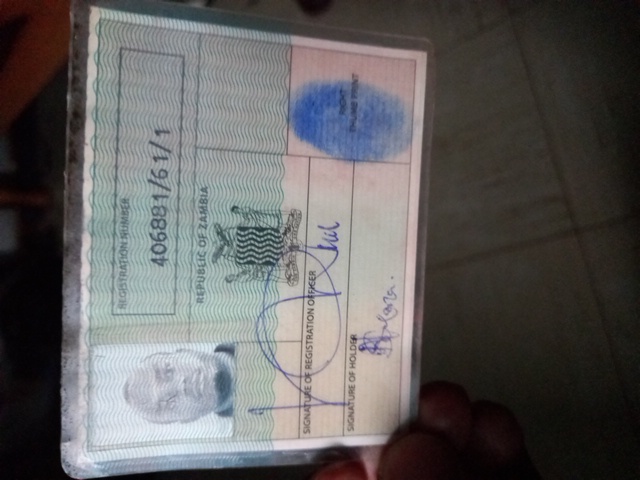 REGISTRATION NUMBER
406881/61/1
REPUBLIC OF ZAMBIA
SIGNATURE OF REGISTRATION OFFICER
SIGNATURE OF HOLDER
RIGHT
THUMB PRINT